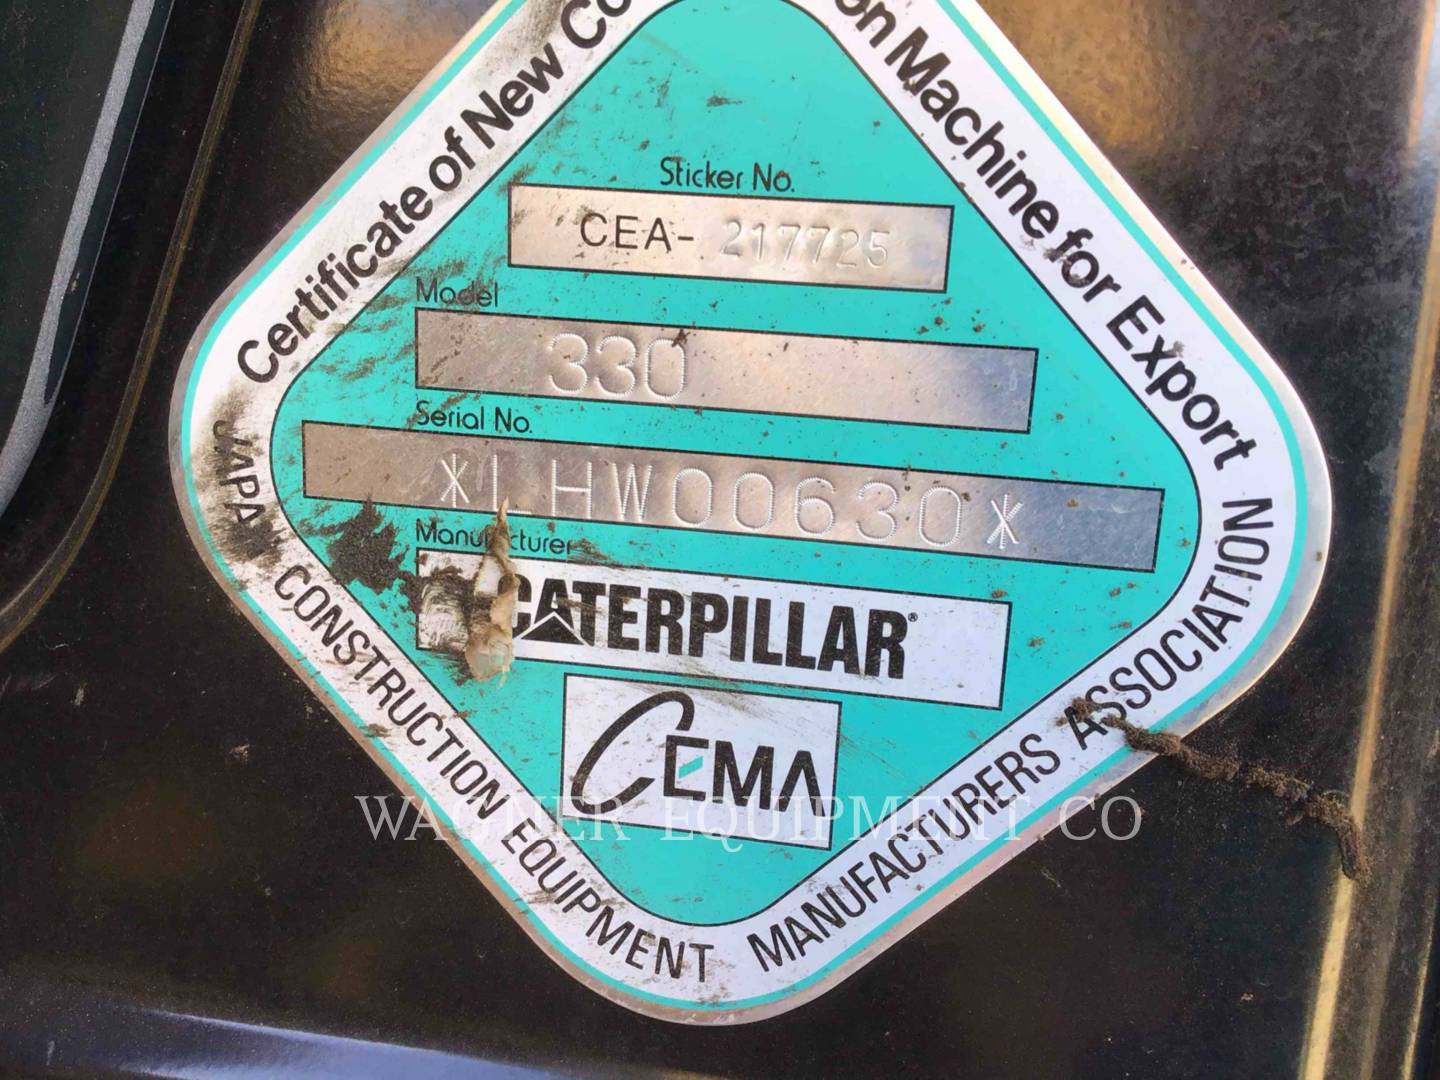 Certificate of New Co on Machine for Export
Sticker No.
CEA- 217725
Model
330
Serial No.
*LHW00630*
Manufacturer
CATERPILLAR®
CEMA
JAPA CONSTRUCTION EQUIPMENT MANUFACTURERS ASSOCIATION
WAGNER EQUIPMENT CO